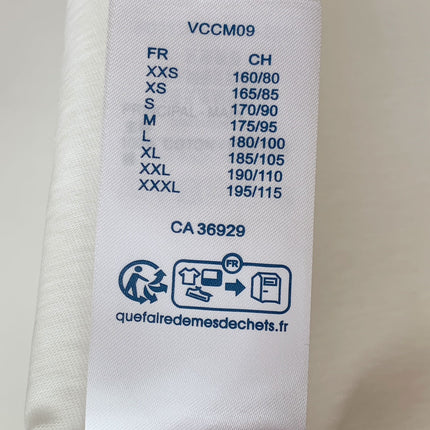 VCCM09
FR CH
XXS 160/80
XS 165/85
S 170/90
M 175/95
L 180/100
XL 185/105
XXL 190/110
XXXL 195/115
CA 36929
FR
quefairedemesdechets.fr